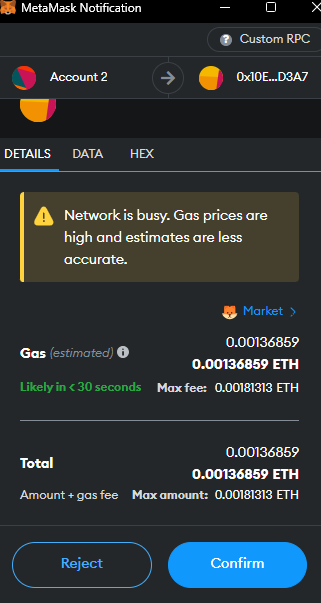 MetaMask Notification
Custom RPC
Account 2
0x10E...D3A7
DETAILS DATA HEX
Network is busy. Gas prices are
high and estimates are less
accurate.
Market
0.00136859
Gas (estimated) 0.00136859 ETH
Likely in < 30 seconds Max fee: 0.00181313 ETH
0.00136859
Total 0.00136859 ETH
Amount + gas fee Max amount: 0.00181313 ETH
Reject Confirm